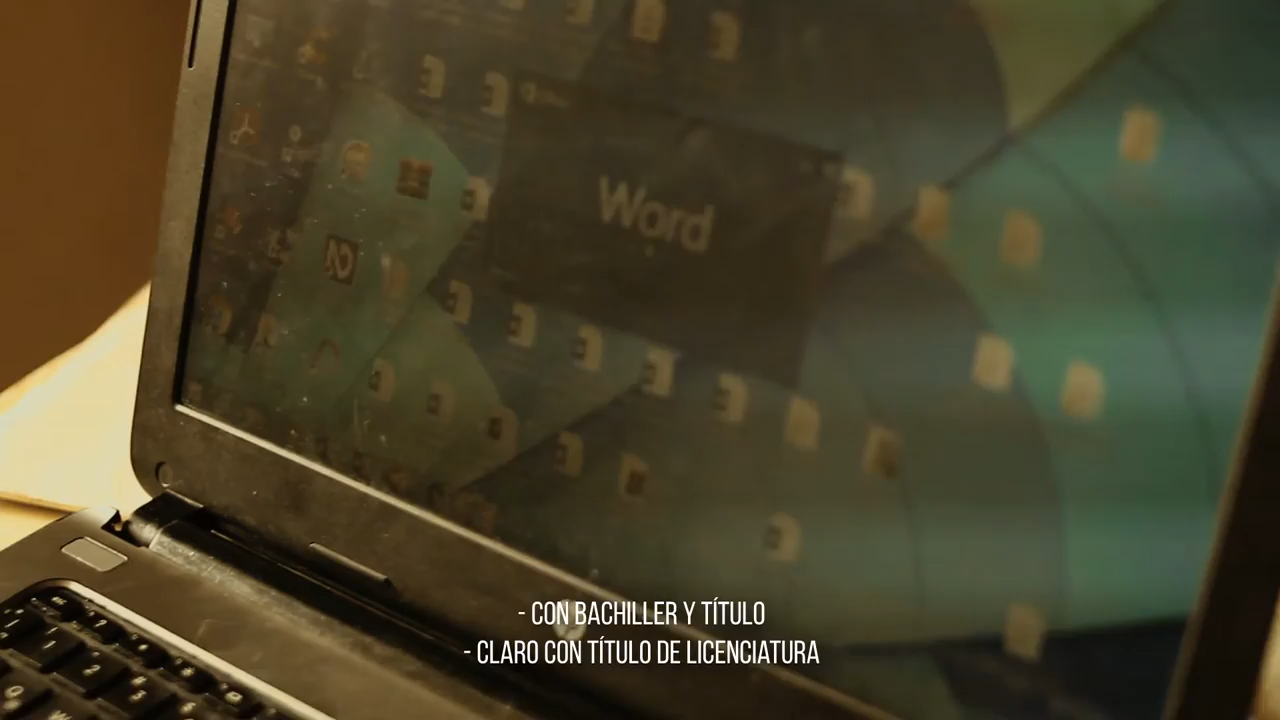 Word
- CON BACHILLER Y TÍTULO
- CLARO CON TÍTULO DE LICENCIATURA